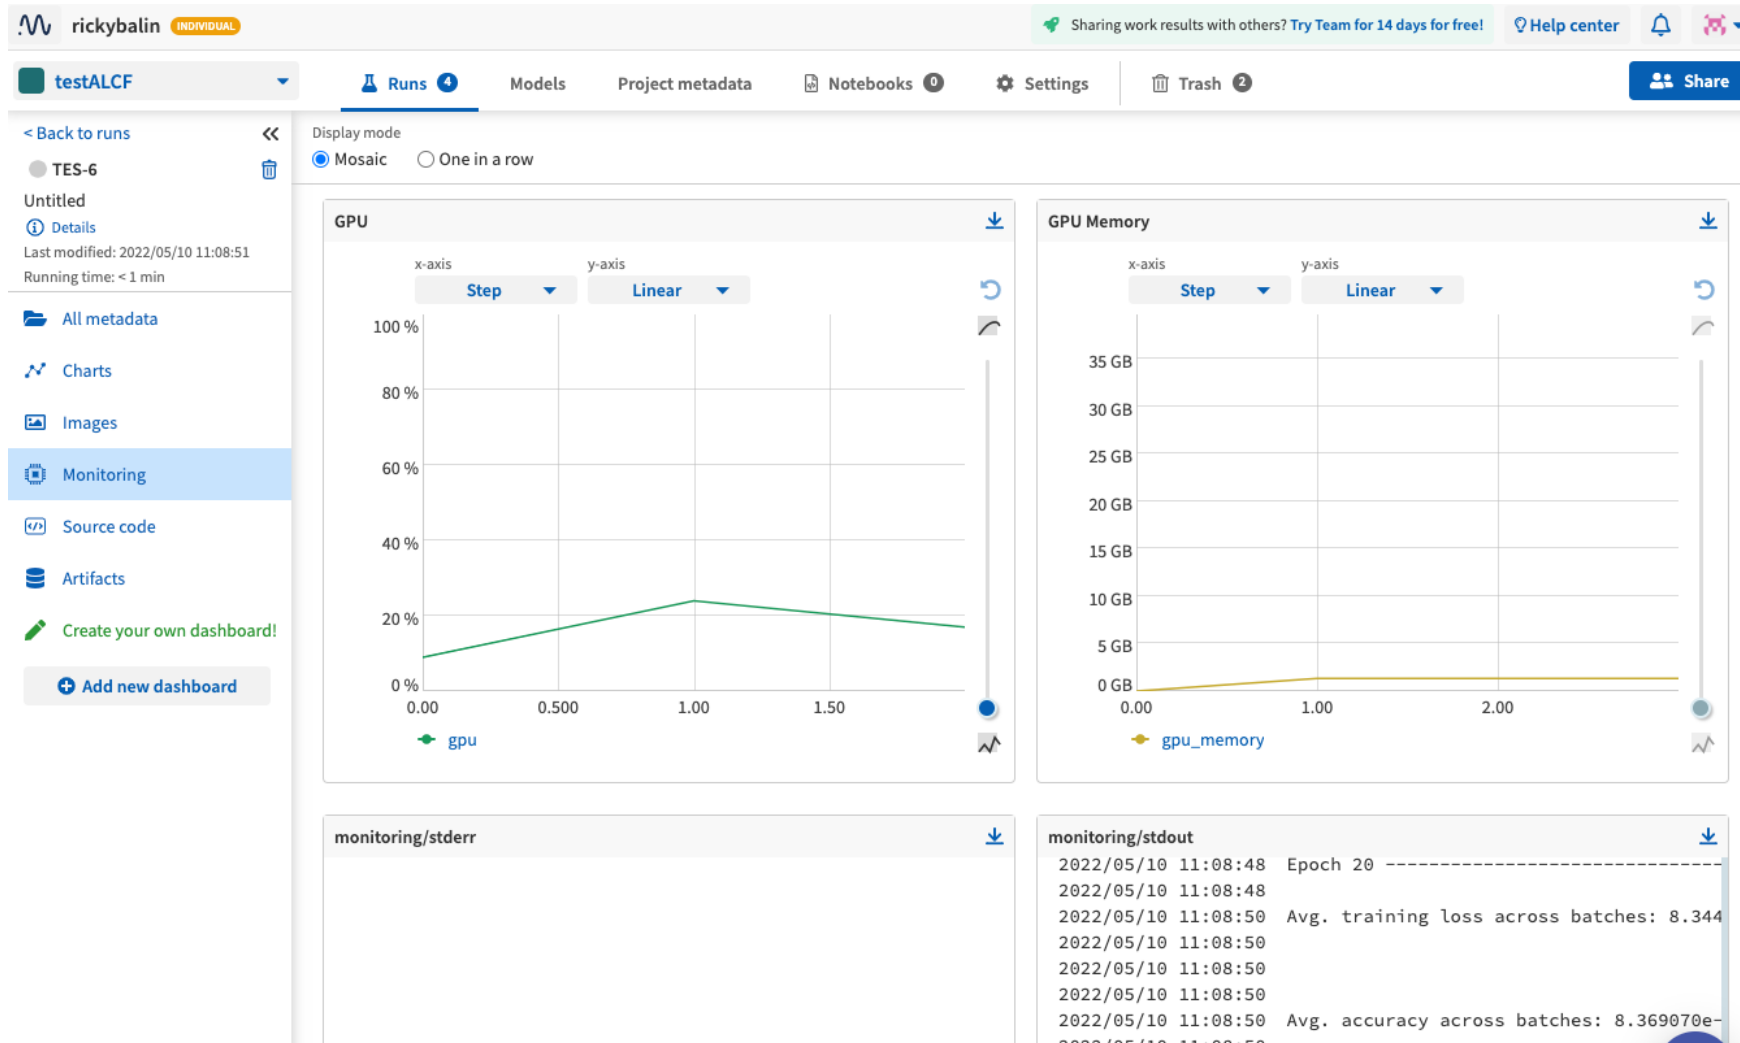 rickybalin INDIVIDUAL Sharing work results with others? Try Team for 14 days for free! Help center
testALCF Runs 4 Models Project metadata Notebooks 0 Settings Trash 2 Share
< Back to runs
TES-6
Untitled
Details
Last modified: 2022/05/10 11:08:51
Running time: < 1 min
All metadata
Charts
Images
Monitoring
Source code
Artifacts
Create your own dashboard!
Add new dashboard
Display mode
Mosaic One in a row
GPU
x-axis y-axis
Step Linear
100 %
80 %
60 %
40 %
20 %
0 %
0.00 0.500 1.00 1.50
gpu
GPU Memory
x-axis y-axis
Step Linear
35 GB
30 GB
25 GB
20 GB
15 GB
10 GB
5 GB
0 GB
0.00 1.00 2.00
gpu_memory
monitoring/stderr
monitoring/stdout
2022/05/10 11:08:48 Epoch 20 -------------------------------
2022/05/10 11:08:48
2022/05/10 11:08:50 Avg. training loss across batches: 8.344
2022/05/10 11:08:50
2022/05/10 11:08:50
2022/05/10 11:08:50
2022/05/10 11:08:50 Avg. accuracy across batches: 8.369070e-